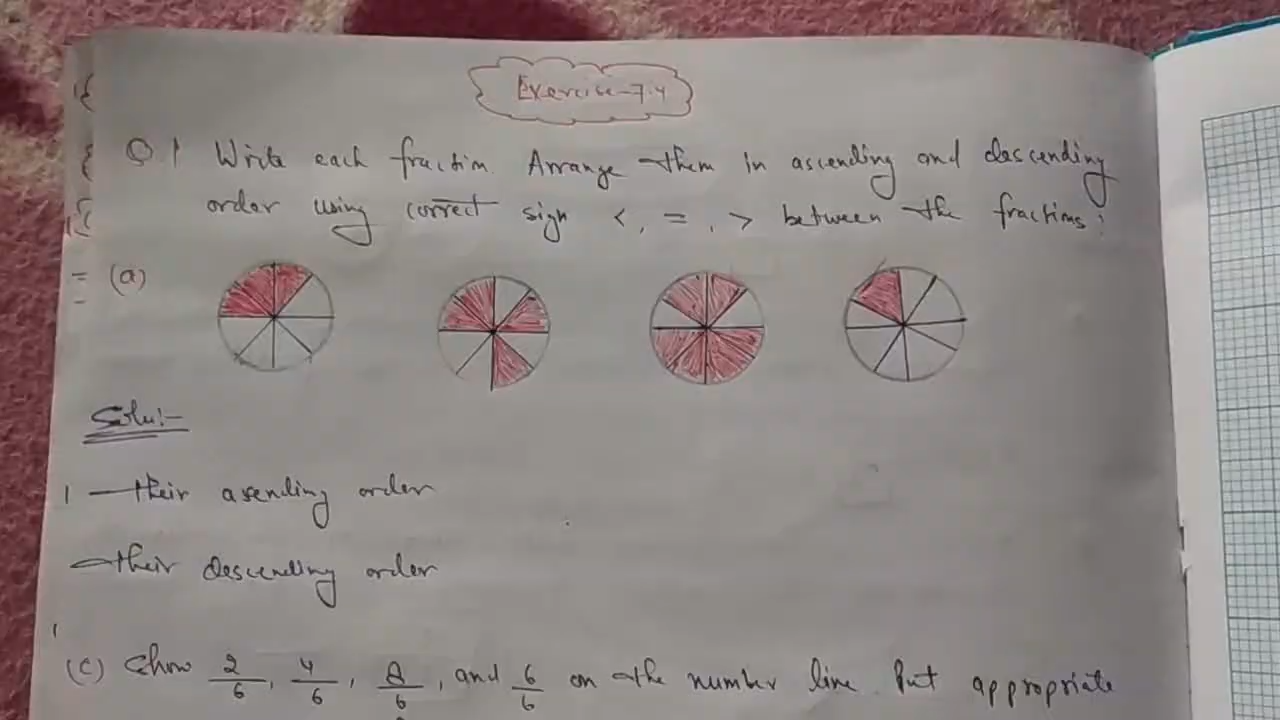 Exercise-7.4
Q 1 Write each fraction. Arrange them in ascending and descending
order using correct sign <, =, > between the fractions:
(a)
Solu:-
their asending order
their descending order
(c) Show 2/6, 4/6, 8/6, and 6/6 on the number line. Put appropriate